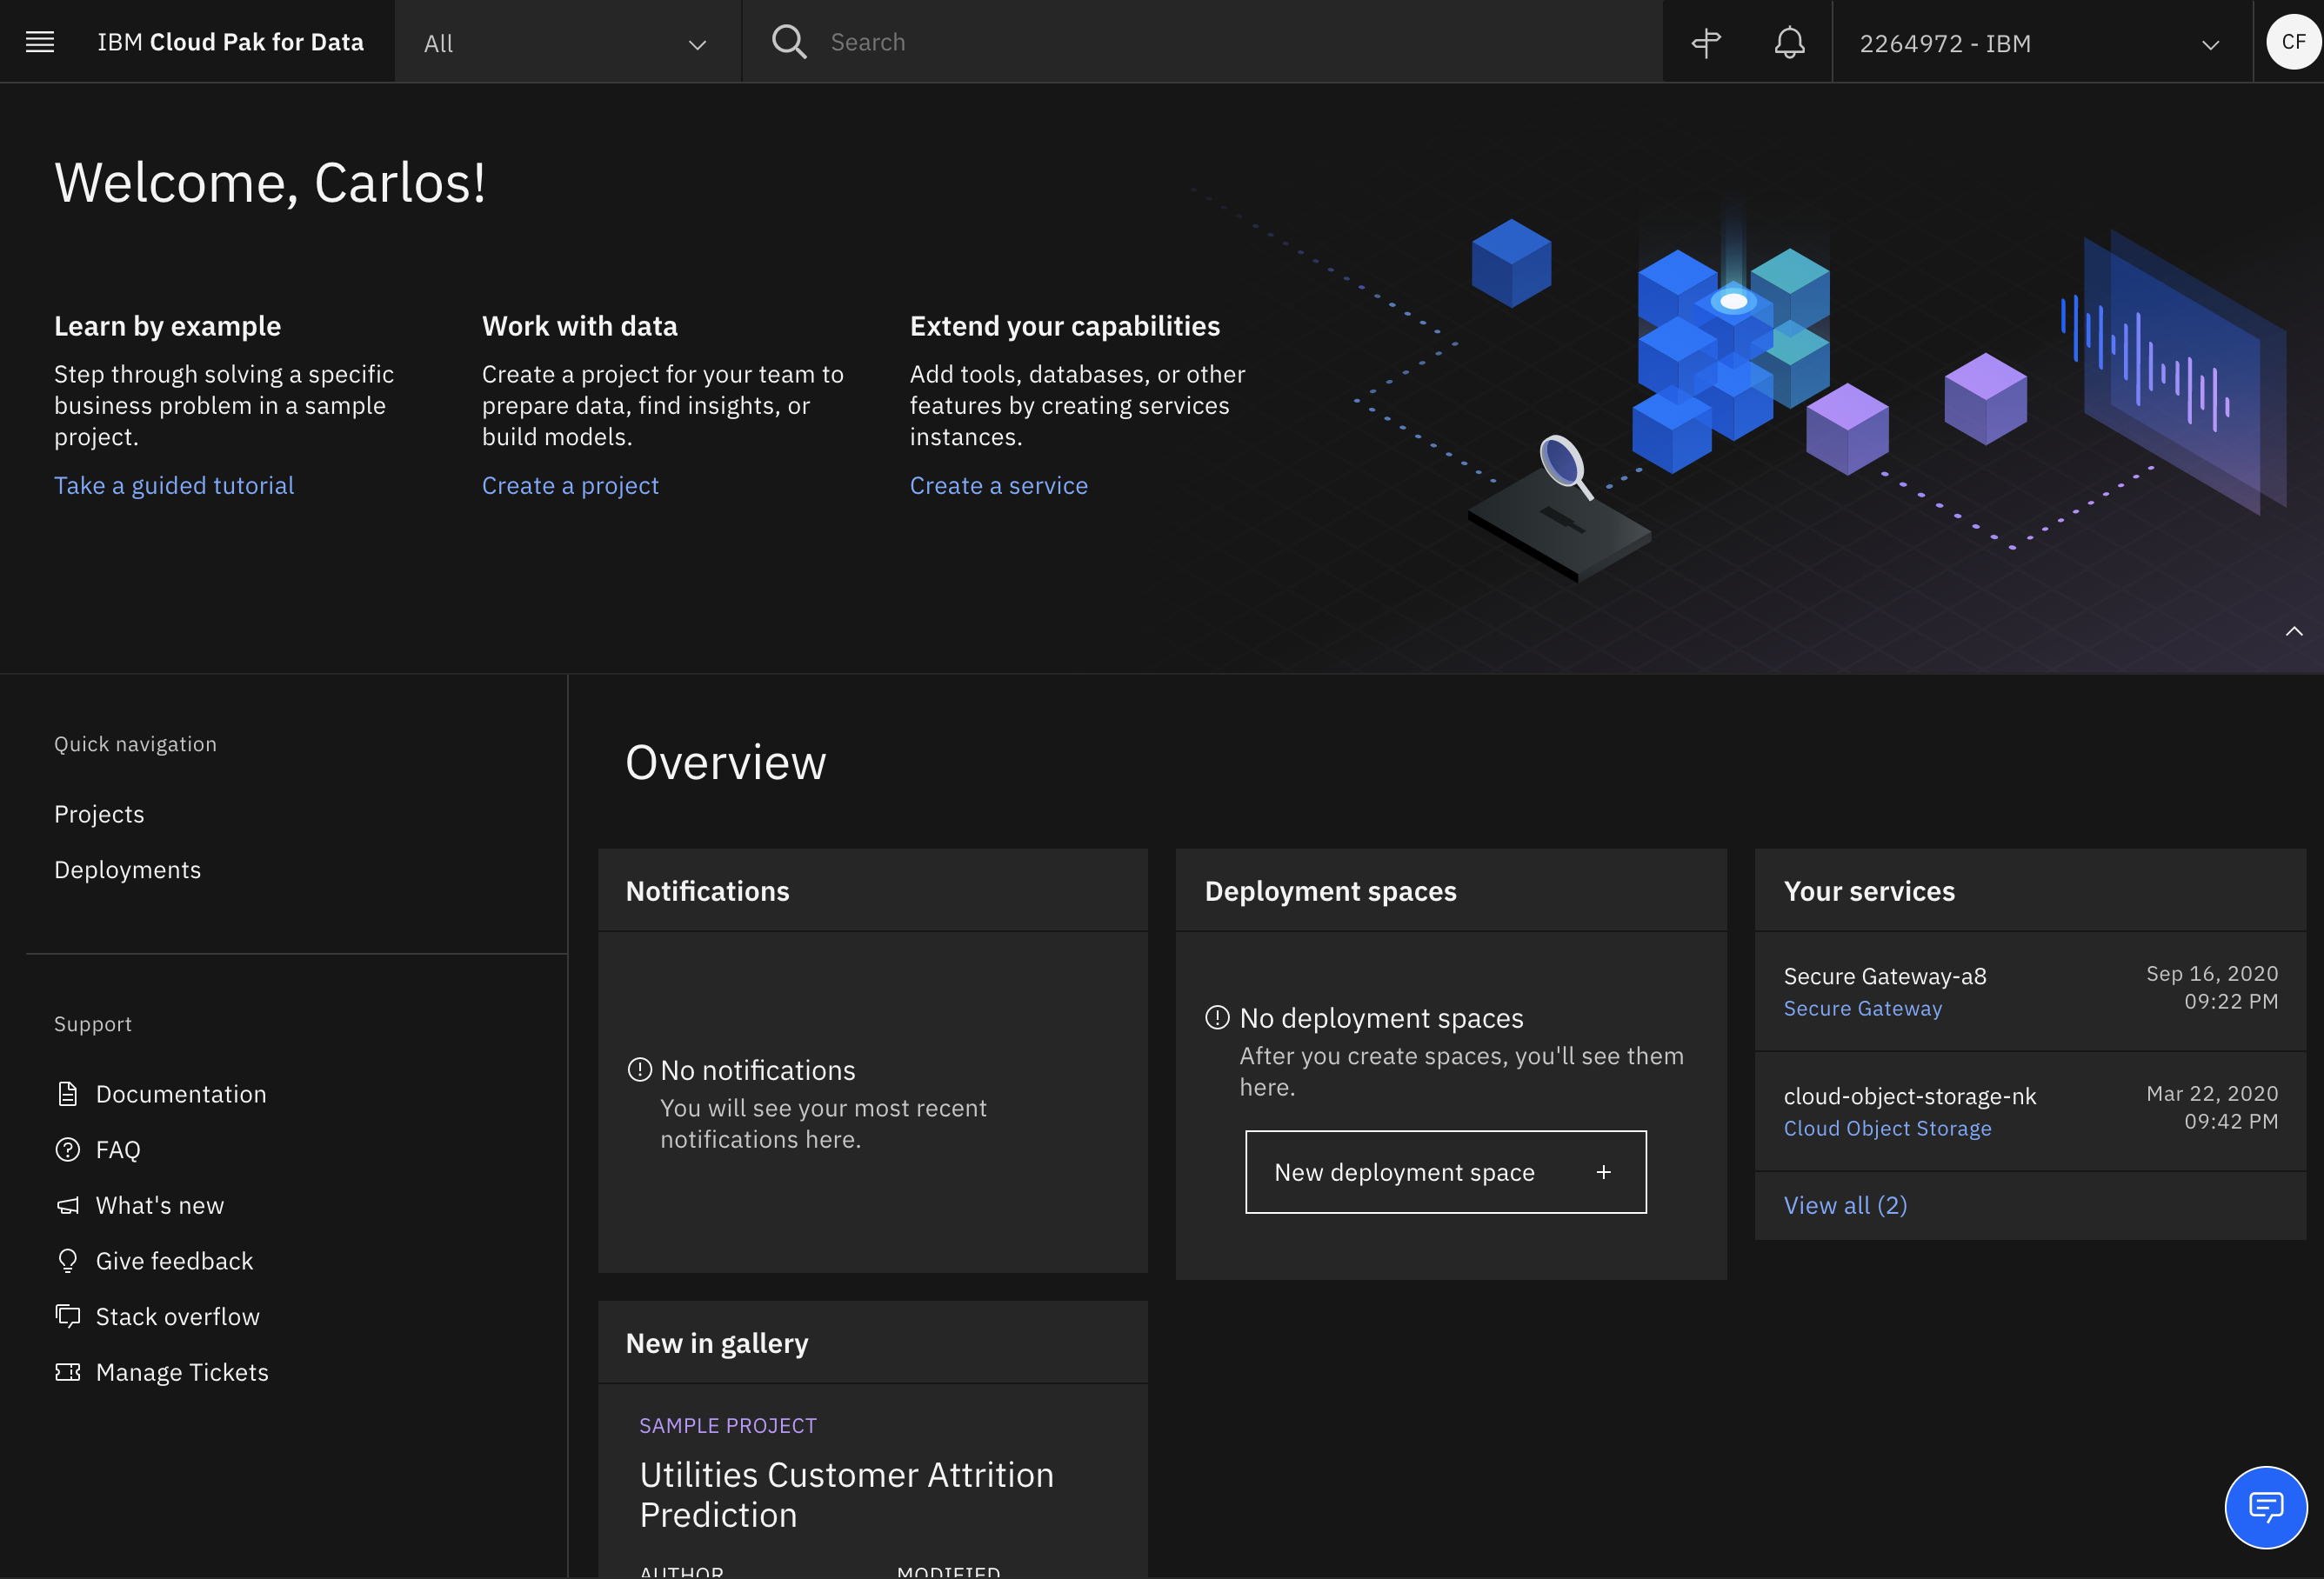 IBM Cloud Pak for Data
All
Search
2264972 - IBM
CF
Welcome, Carlos!
Learn by example
Step through solving a specific
business problem in a sample
project.
Take a guided tutorial
Work with data
Create a project for your team to
prepare data, find insights, or
build models.
Create a project
Extend your capabilities
Add tools, databases, or other
features by creating services
instances.
Create a service
Quick navigation
Projects
Deployments
Support
Documentation
FAQ
What's new
Give feedback
Stack overflow
Manage Tickets
Overview
Notifications
No notifications
You will see your most recent
notifications here.
Deployment spaces
No deployment spaces
After you create spaces, you'll see them
here.
New deployment space +
Your services
Secure Gateway-a8
Secure Gateway
Sep 16, 2020
09:22 PM
cloud-object-storage-nk
Cloud Object Storage
Mar 22, 2020
09:42 PM
View all (2)
New in gallery
SAMPLE PROJECT
Utilities Customer Attrition
Prediction
AUTHOR MODIFIED